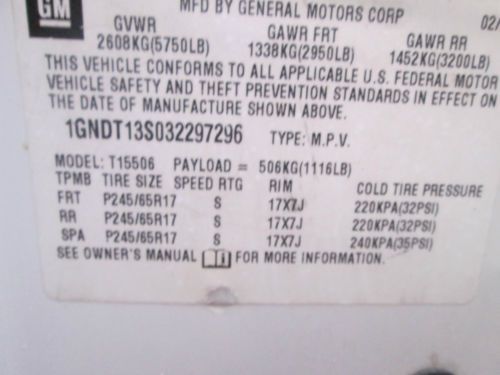 MFD BY GENERAL MOTORS CORP 02/
GM
GVWR GAWR FRT GAWR RR
2608KG(5750LB) 1338KG(2950LB) 1452KG(3200LB)
THIS VEHICLE CONFORMS TO ALL APPLICABLE U.S. FEDERAL MOTOR
VEHICLE SAFETY AND THEFT PREVENTION STANDARDS IN EFFECT ON
THE DATE OF MANUFACTURE SHOWN ABOVE.
1GNDT13S032297296 TYPE: M.P.V.
MODEL: T15506 PAYLOAD = 506KG(1116LB)
TPMB TIRE SIZE SPEED RTG RIM COLD TIRE PRESSURE
FRT P245/65R17 S 17X7J 220KPA(32PSI)
RR P245/65R17 S 17X7J 220KPA(32PSI)
SPA P245/65R17 S 17X7J 240KPA(35PSI)
SEE OWNER'S MANUAL FOR MORE INFORMATION.